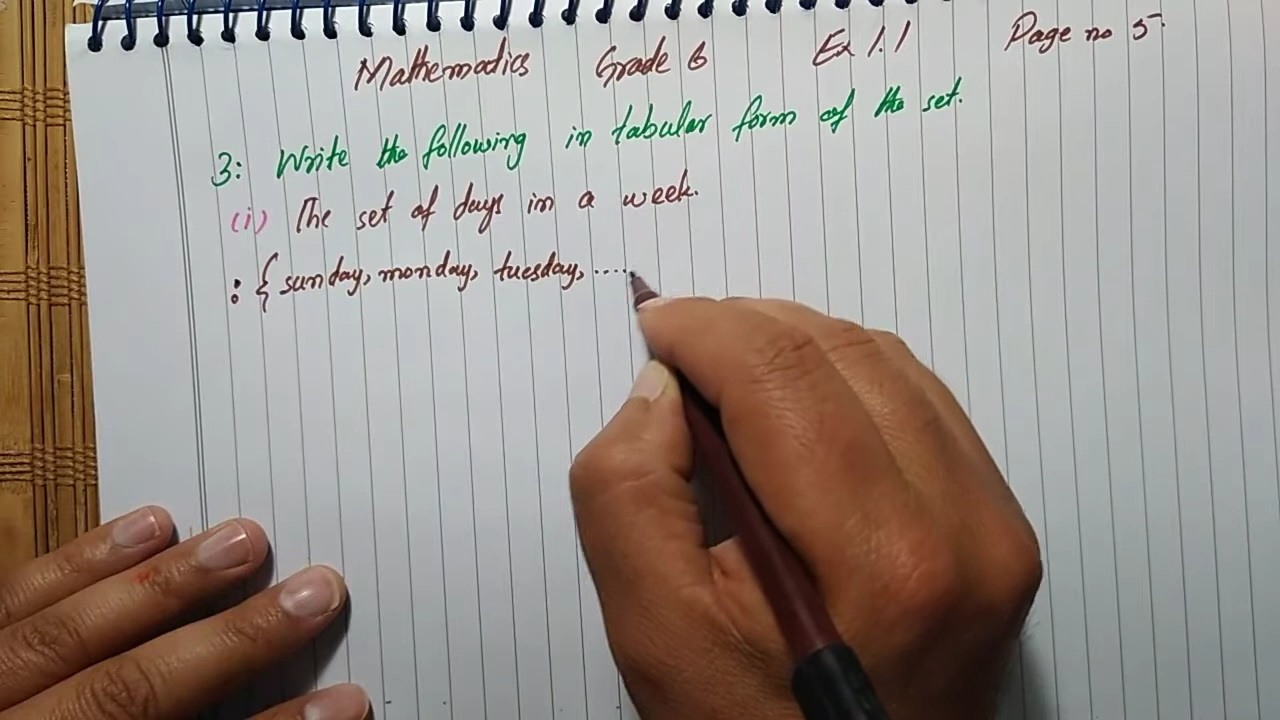 Mathematics Grade 6 Ex 1.1 Page no 5.
3: Write the following in tabular form of the set.
(i) The set of days in a week.
: { sunday, monday, tuesday, .....